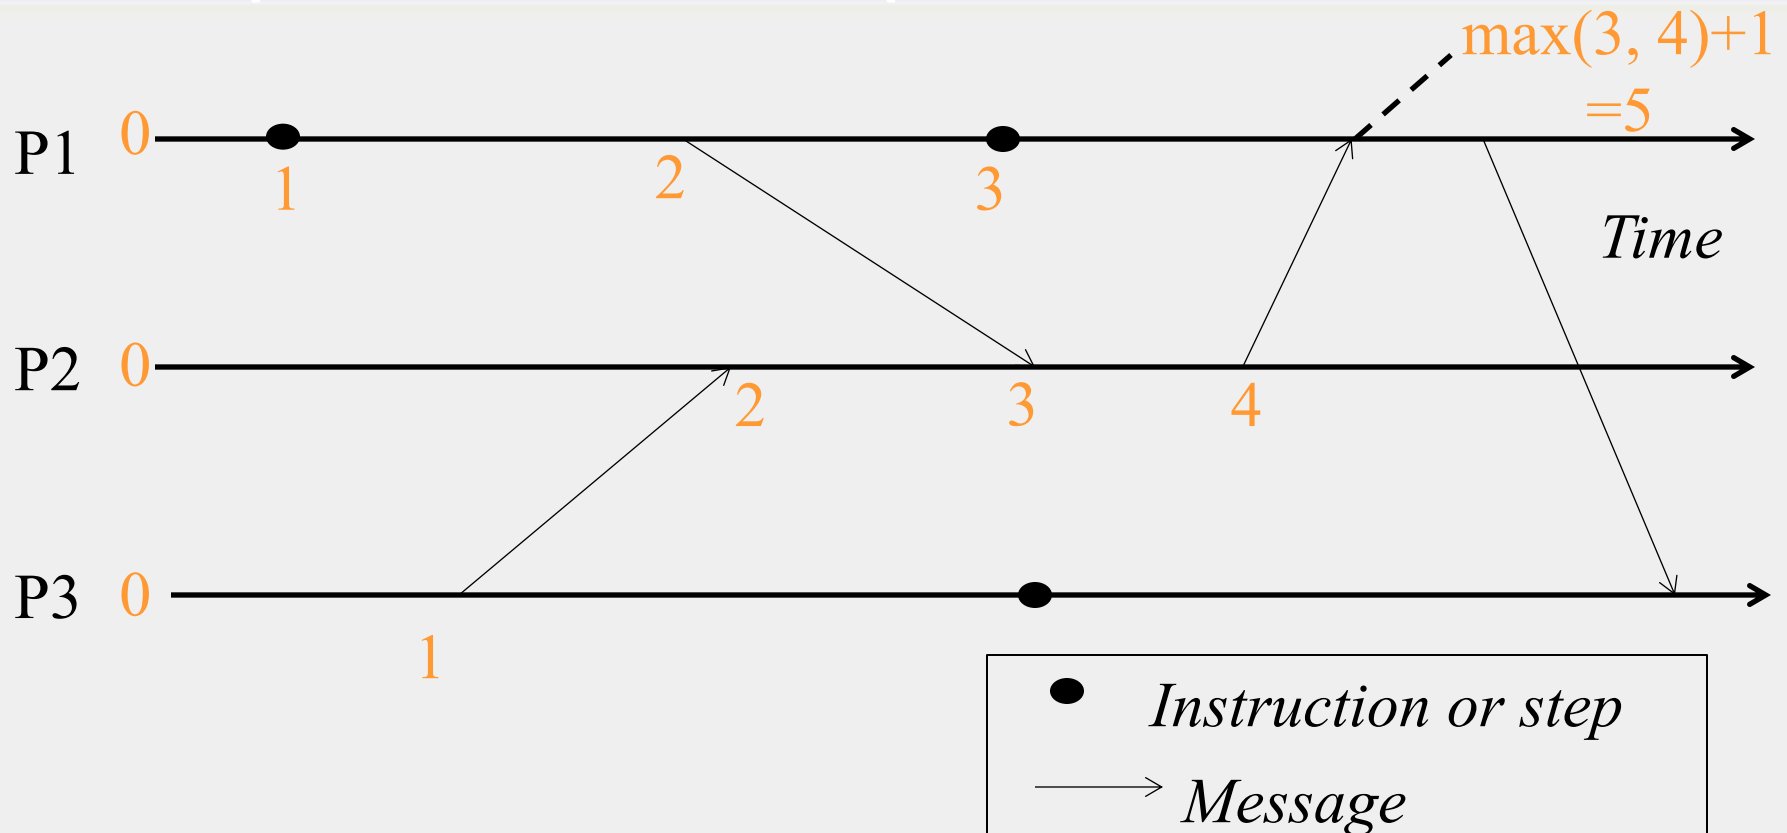 max(3, 4)+1
=5
P1 0
1 2 3
Time
P2 0
2 3 4
P3 0
1
Instruction or step
Message